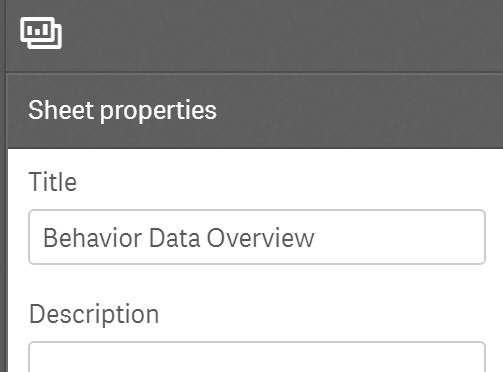 Sheet properties
Title
Behavior Data Overview
Description